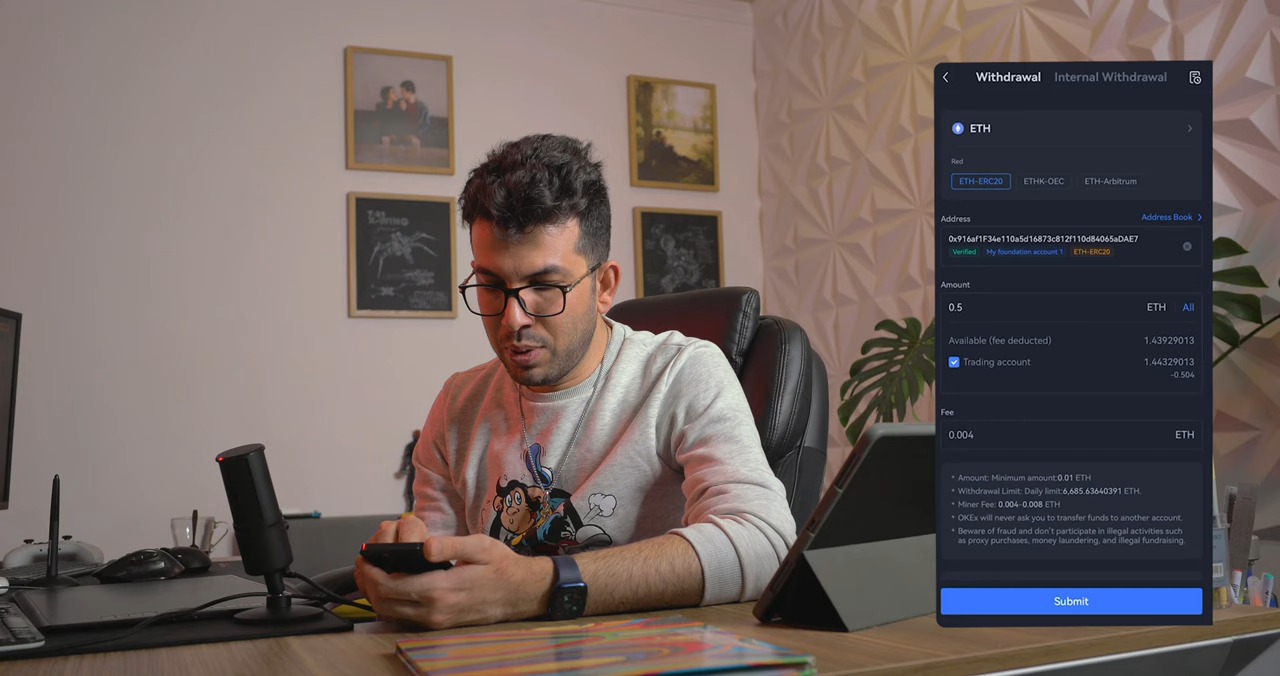 T-65
X-WING
Withdrawal Internal Withdrawal
ETH
Red
ETH-ERC20 ETHK-OEC ETH-Arbitrum
Address Address Book
0x916af1F34e110a5d16873c812f110d84065aDAE7
Verified My foundation account 1 ETH-ERC20
Amount
0.5 ETH All
Available (fee deducted) 1.43929013
Trading account 1.44329013
-0.504
Fee
0.004 ETH
* Amount: Minimum amount:0.01 ETH
* Withdrawal Limit: Daily limit:6,685.63640391 ETH.
* Miner Fee: 0.004-0.008 ETH
* OKEx will never ask you to transfer funds to another account.
* Beware of fraud and don't participate in illegal activities such
as proxy purchases, money laundering, and illegal fundraising.
Submit